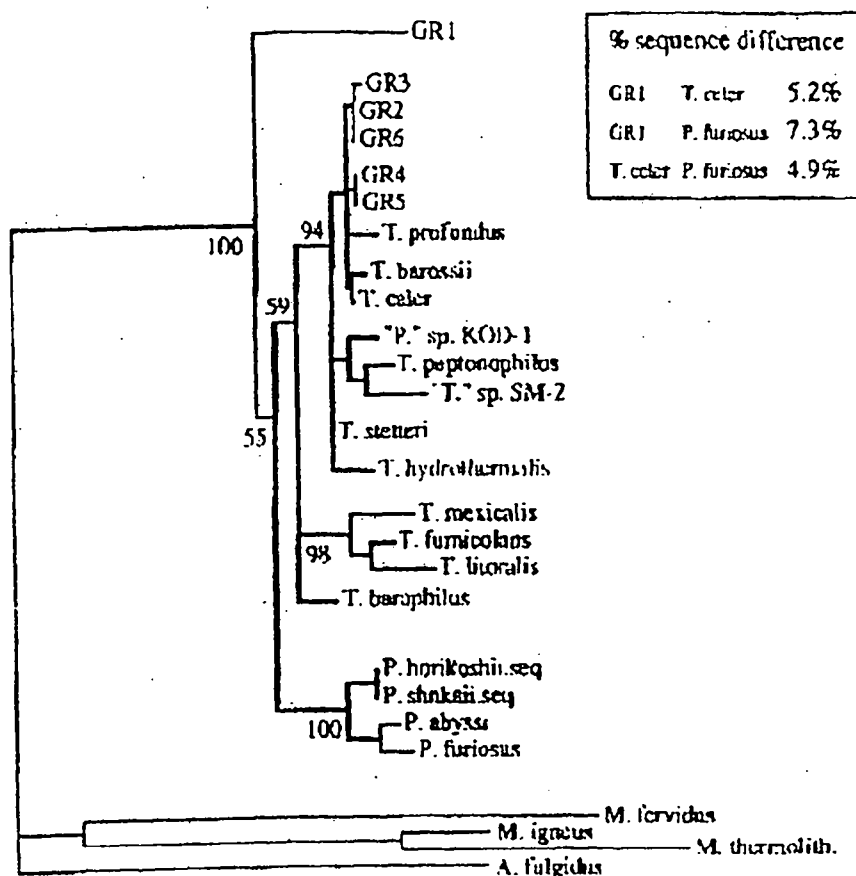 GR1
% sequence difference
GR1 T. celer 5.2%
GR1 P. furiosus 7.3%
T. celer P. furiosus 4.9%
GR3
GR2
GR6
GR4
GR5
94
T. profondus
100
T. barossii
59
T. celer
"P." sp. KOD-1
T. peptonophilus
"T." sp. SM-2
55
T. stetteri
T. hydrothermalis
T. mexicalis
98
T. fumicolans
T. litoralis
T. barophilus
P. horikoshii.seq
P. shnkaii.seq
100
P. abyssi
P. furiosus
M. fervidus
M. igneus
M. thermolith.
A. fulgidus